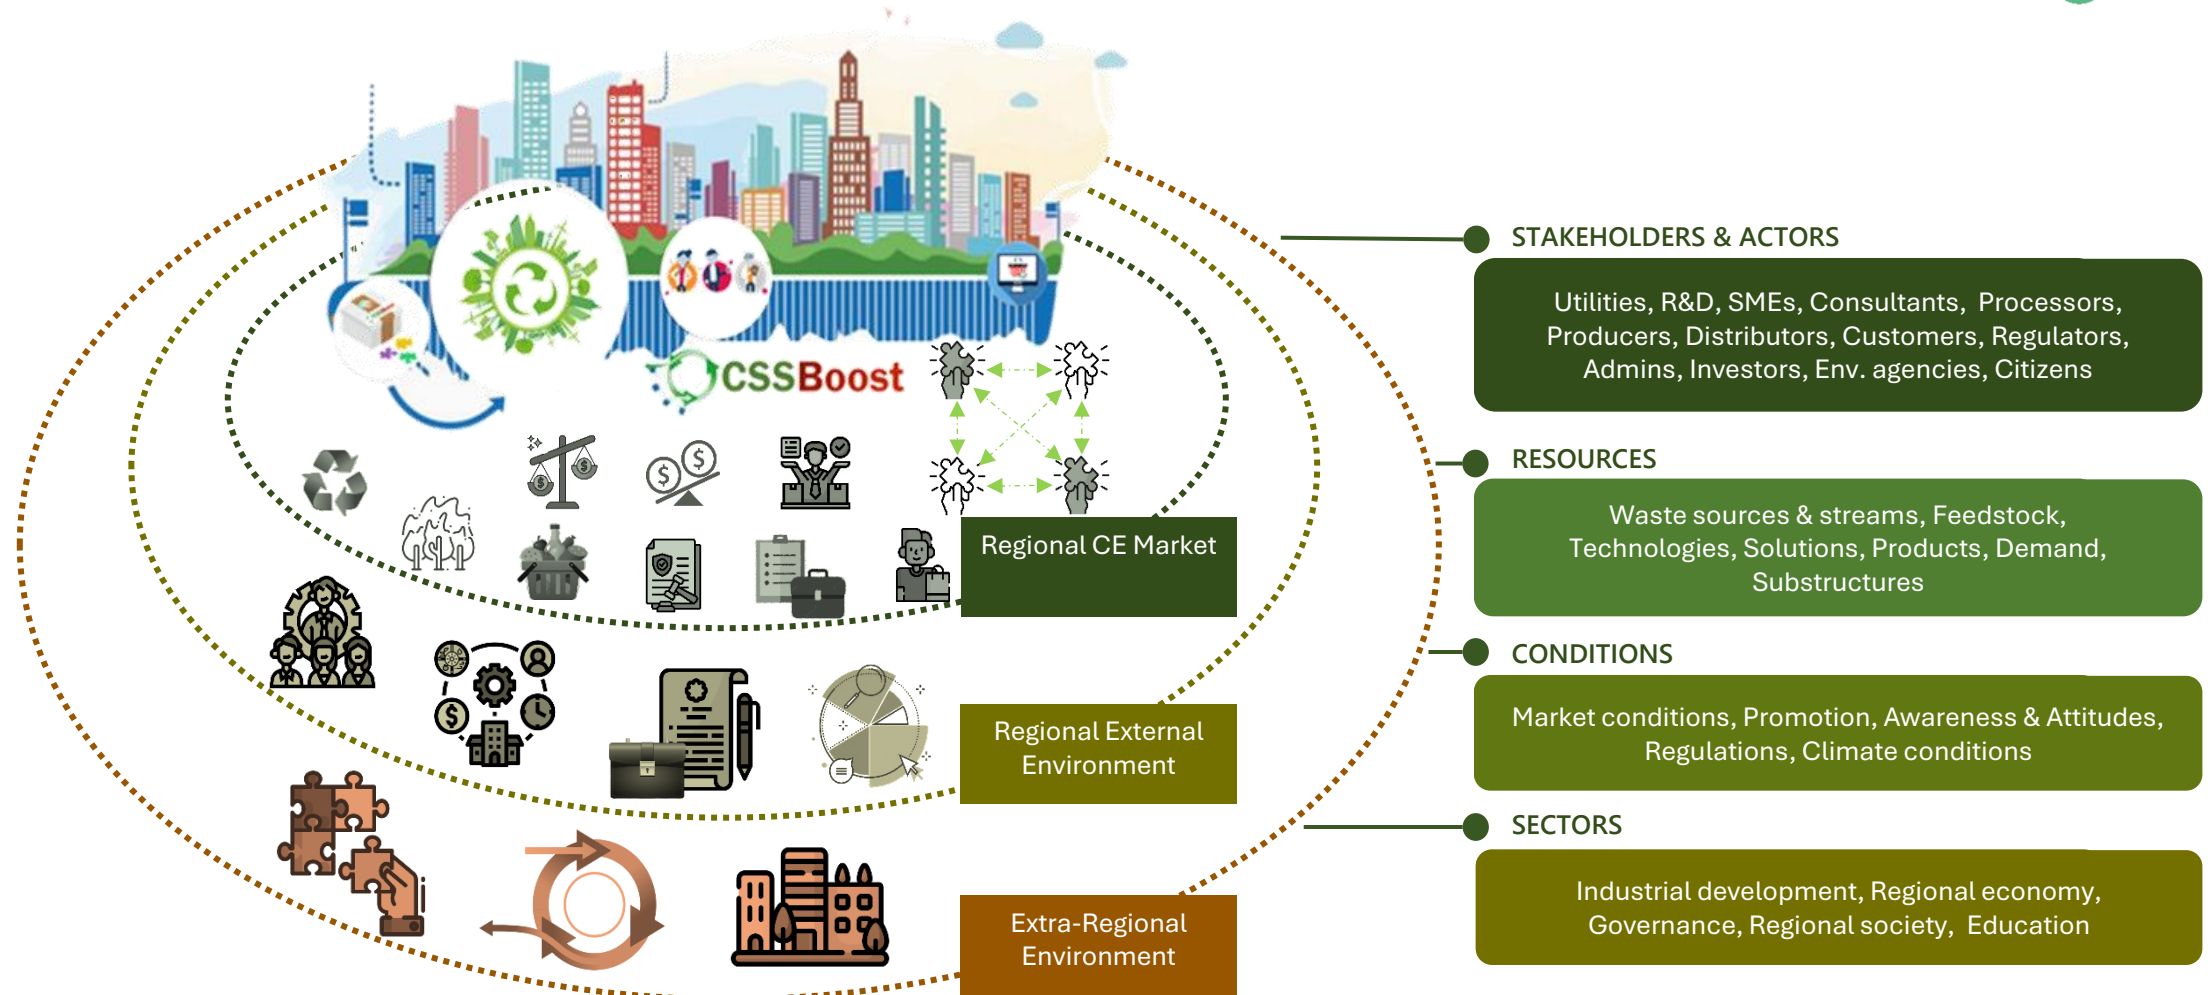 CSSBoost
Regional CE Market
Regional External
Environment
Extra-Regional
Environment
STAKEHOLDERS & ACTORS
Utilities, R&D, SMEs, Consultants, Processors,
Producers, Distributors, Customers, Regulators,
Admins, Investors, Env. agencies, Citizens
RESOURCES
Waste sources & streams, Feedstock,
Technologies, Solutions, Products, Demand,
Substructures
CONDITIONS
Market conditions, Promotion, Awareness & Attitudes,
Regulations, Climate conditions
SECTORS
Industrial development, Regional economy,
Governance, Regional society, Education